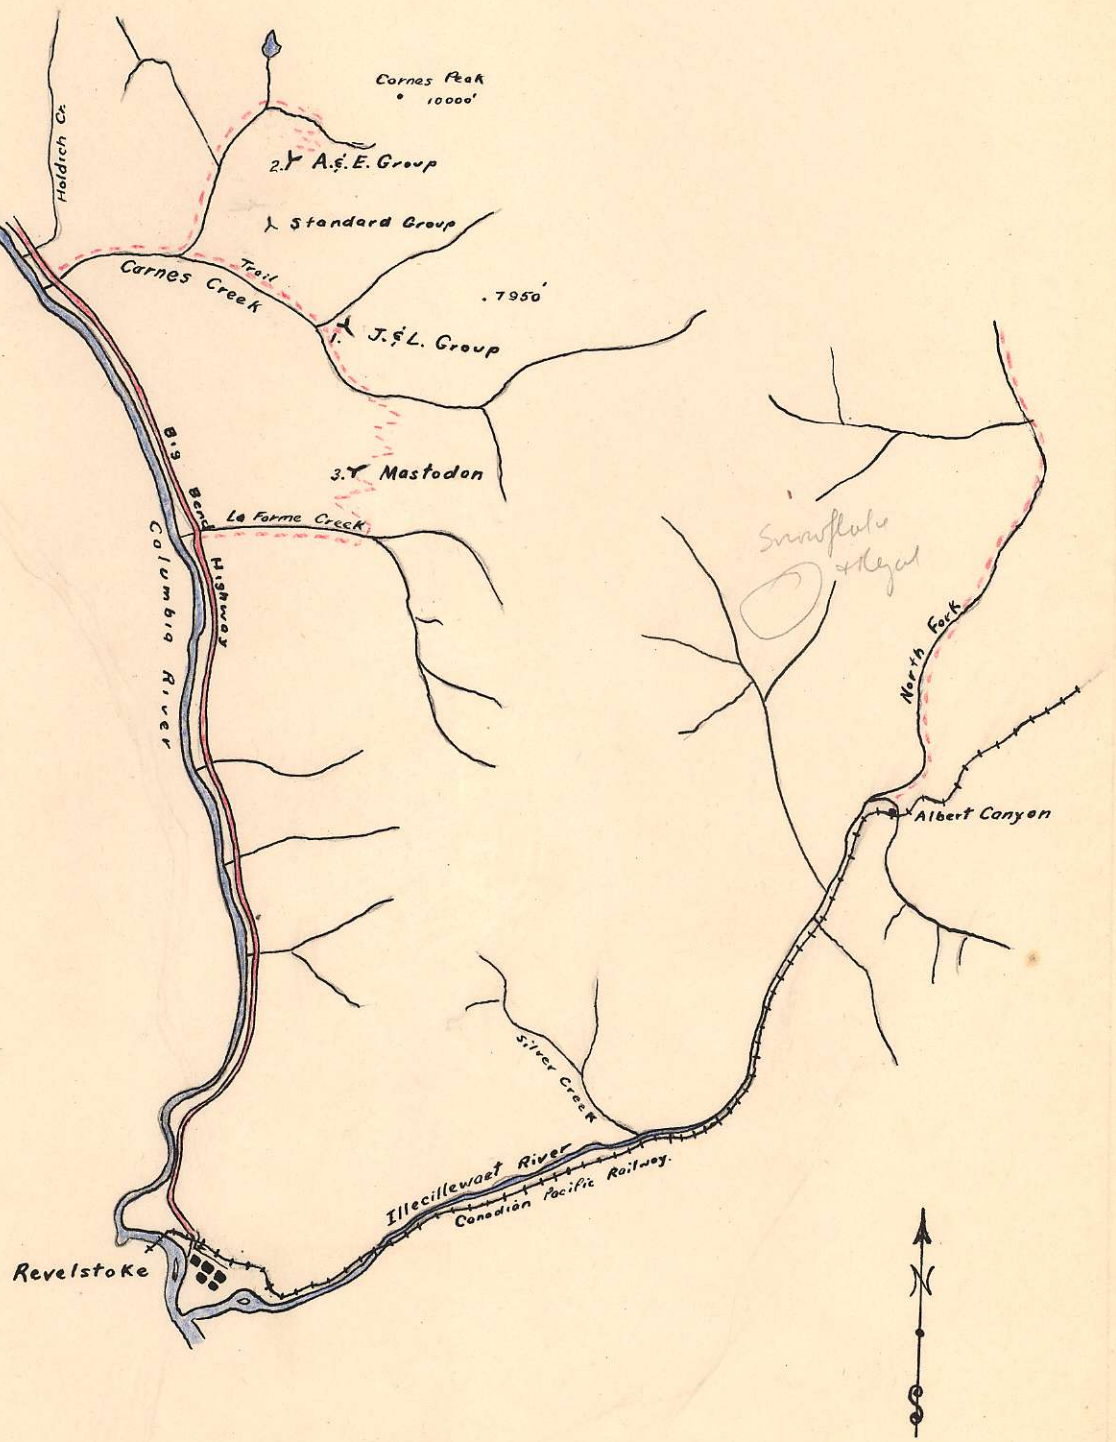 Carnes Peak
10000'
Holdich Cr.
2. A.&E. Group
Standard Group
Trail
Carnes Creek
7950'
1. J.&L. Group
Big Bend Highway
3. Mastodon
La Forme Creek
Columbia River
Snowflake
+ Regal
North Fork
Albert Canyon
Silver Creek
Illecillewaet River
Canadian Pacific Railway.
Revelstoke
N
S